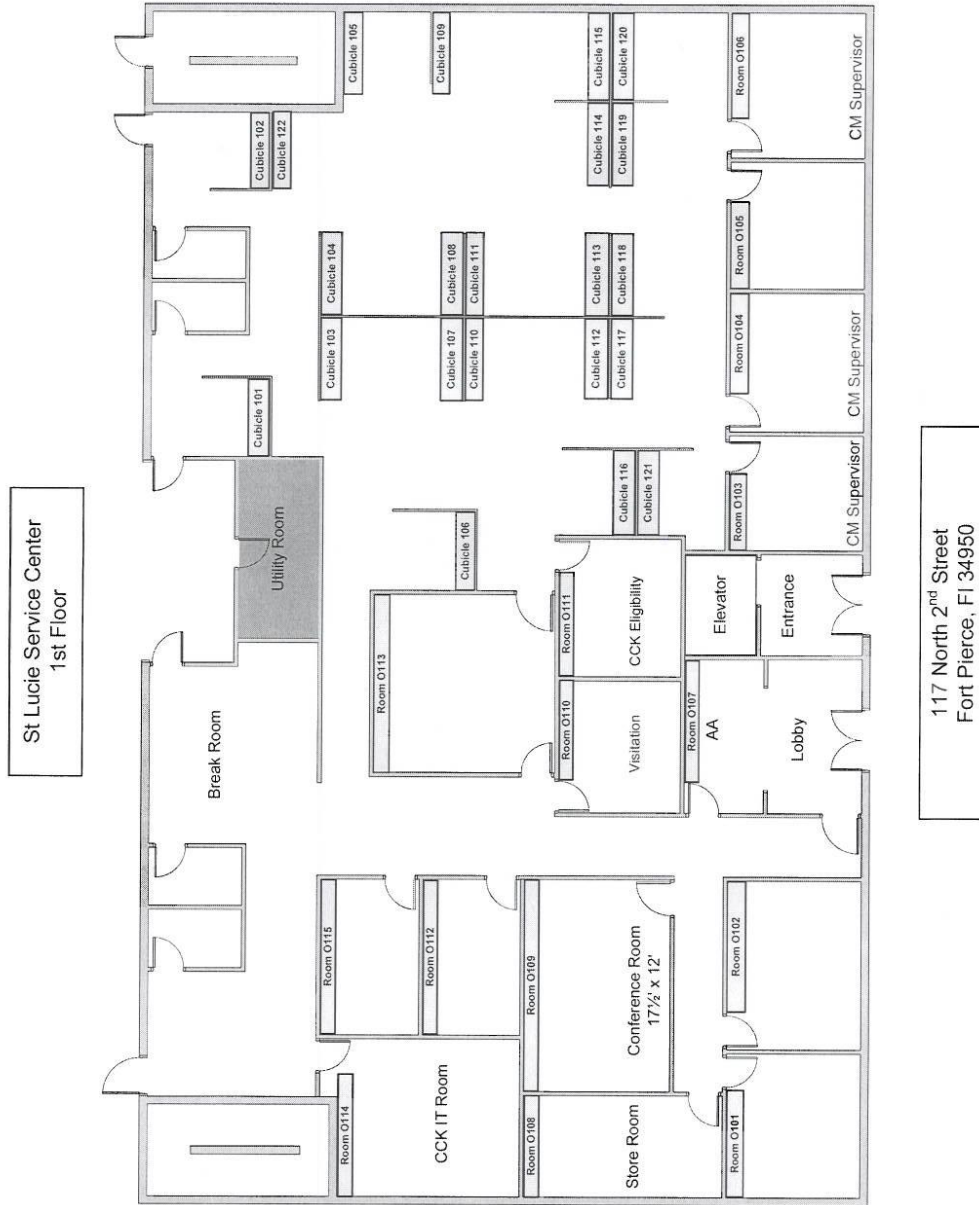 St Lucie Service Center
1st Floor
Room O114
CCK IT Room
Room O115
Room O112
Break Room
Utility Room
Cubicle 101
Cubicle 102
Cubicle 122
Cubicle 103
Cubicle 104
Cubicle 105
Room O108
Store Room
Room O109
Conference Room
17½' x 12'
Room O113
Cubicle 106
Cubicle 107
Cubicle 108
Cubicle 109
Cubicle 110
Cubicle 111
Room O110
Visitation
Room O111
CCK Eligibility
Cubicle 112
Cubicle 113
Cubicle 114
Cubicle 115
Cubicle 116
Cubicle 117
Cubicle 118
Cubicle 119
Cubicle 120
Cubicle 121
Room O107
AA
Lobby
Elevator
Entrance
Room O101
Room O102
Room O103
CM Supervisor
Room O104
CM Supervisor
Room O105
Room O106
CM Supervisor
117 North 2nd Street
Fort Pierce, Fl 34950